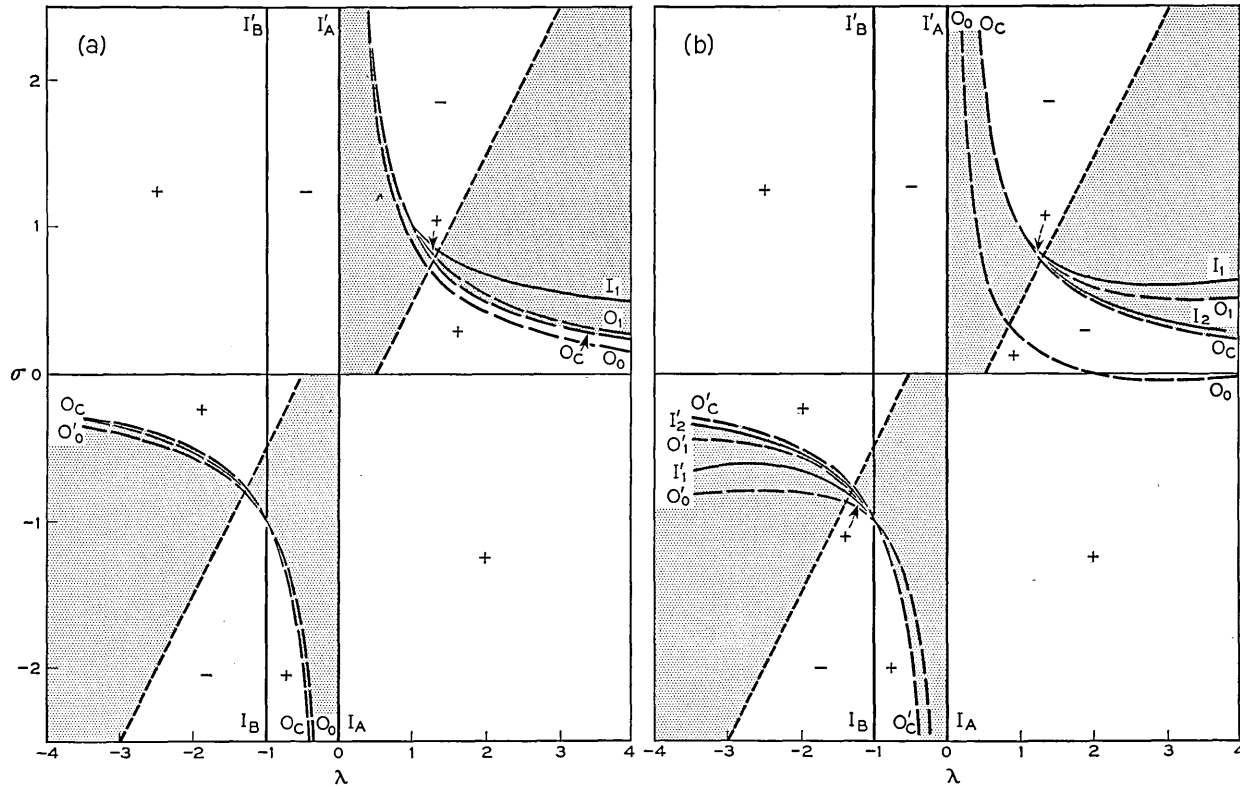 (a)
I'B
I'A
2
1
σ 0
-1
-2
+
-
-
+
I1
O1
OC
O0
+
OC
O'0
+
-
+
+
IB
OC
O0
IA
-4
-3
-2
-1
0
1
2
3
4
λ
(b)
I'B
I'A
O0
OC
+
-
-
+
I1
O1
I2
OC
-
+
O0
O'C
I'2
O'1
I'1
O'0
+
+
-
+
+
IB
O'C
IA
-4
-3
-2
-1
0
1
2
3
4
λ